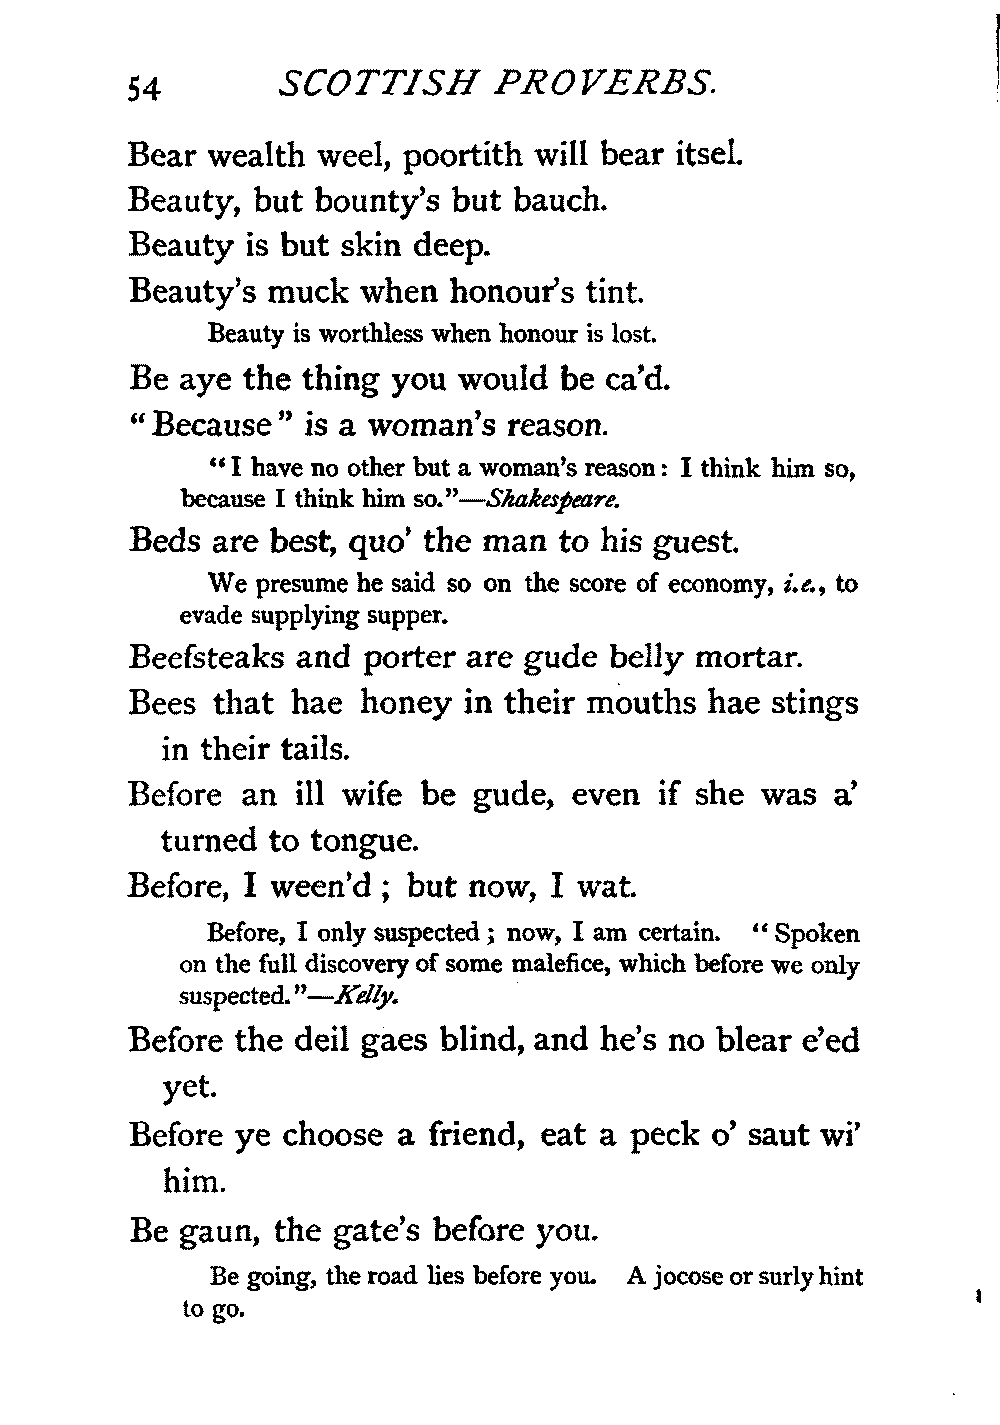 54 SCOTTISH PROVERBS.
Bear wealth weel, poortith will bear itsel.
Beauty, but bounty's but bauch.
Beauty is but skin deep.
Beauty's muck when honour's tint.
Beauty is worthless when honour is lost.
Be aye the thing you would be ca'd.
"Because" is a woman's reason.
"I have no other but a woman's reason: I think him so,
because I think him so."—Shakespeare.
Beds are best, quo' the man to his guest.
We presume he said so on the score of economy, i.e., to
evade supplying supper.
Beefsteaks and porter are gude belly mortar.
Bees that hae honey in their mouths hae stings
in their tails.
Before an ill wife be gude, even if she was a'
turned to tongue.
Before, I ween'd; but now, I wat.
Before, I only suspected; now, I am certain. "Spoken
on the full discovery of some malefice, which before we only
suspected."—Kelly.
Before the deil gaes blind, and he's no blear e'ed
yet.
Before ye choose a friend, eat a peck o' saut wi'
him.
Be gaun, the gate's before you.
Be going, the road lies before you. A jocose or surly hint
to go.